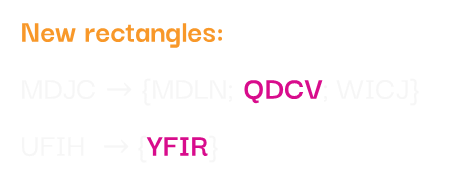 New rectangles:
MDJC → {MDLN; QDCV; WICJ}
UFIH → {YFIR}